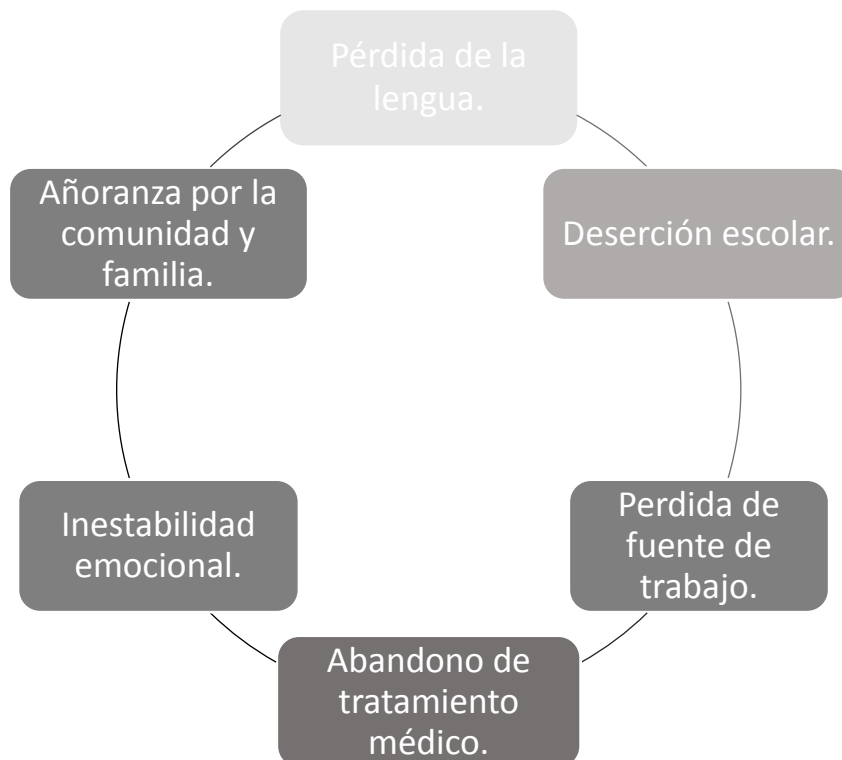 Pérdida de la
lengua.
Deserción escolar.
Perdida de
fuente de
trabajo.
Abandono de
tratamiento
médico.
Inestabilidad
emocional.
Añoranza por la
comunidad y
familia.